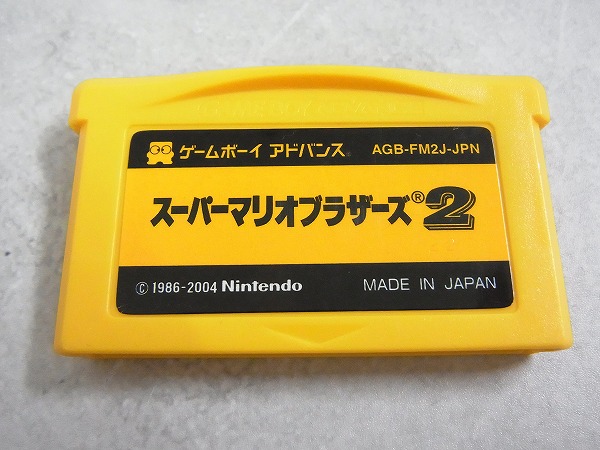 ゲームボーイ アドバンス
AGB-FM2J-JPN
スーパーマリオブラザーズ®2
© 1986-2004 Nintendo
MADE IN JAPAN